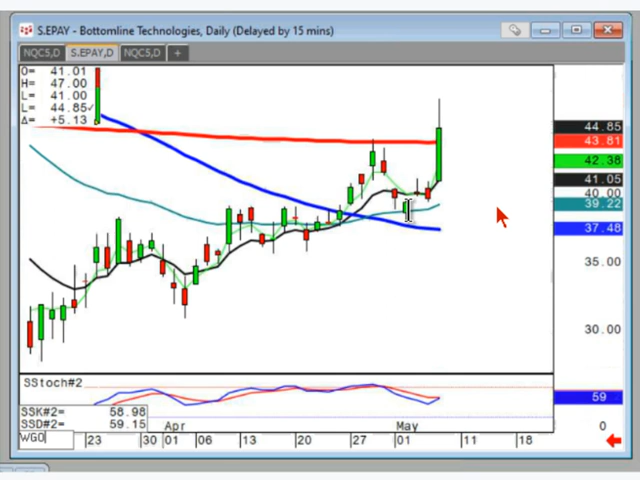 S.EPAY - Bottomline Technologies, Daily (Delayed by 15 mins)
NQC5,D S.EPAY,D NQC5,D +
O= 41.01
H= 47.00
L= 41.00
L= 44.85✓
Δ= +5.13
44.85
43.81
42.38
41.05
40.00
39.22
37.48
35.00
30.00
SStoch#2
59
SSK#2= 58.98
SSD#2= 59.15
Apr May
0
WGO 23 30 01 06 13 20 27 01 11 18